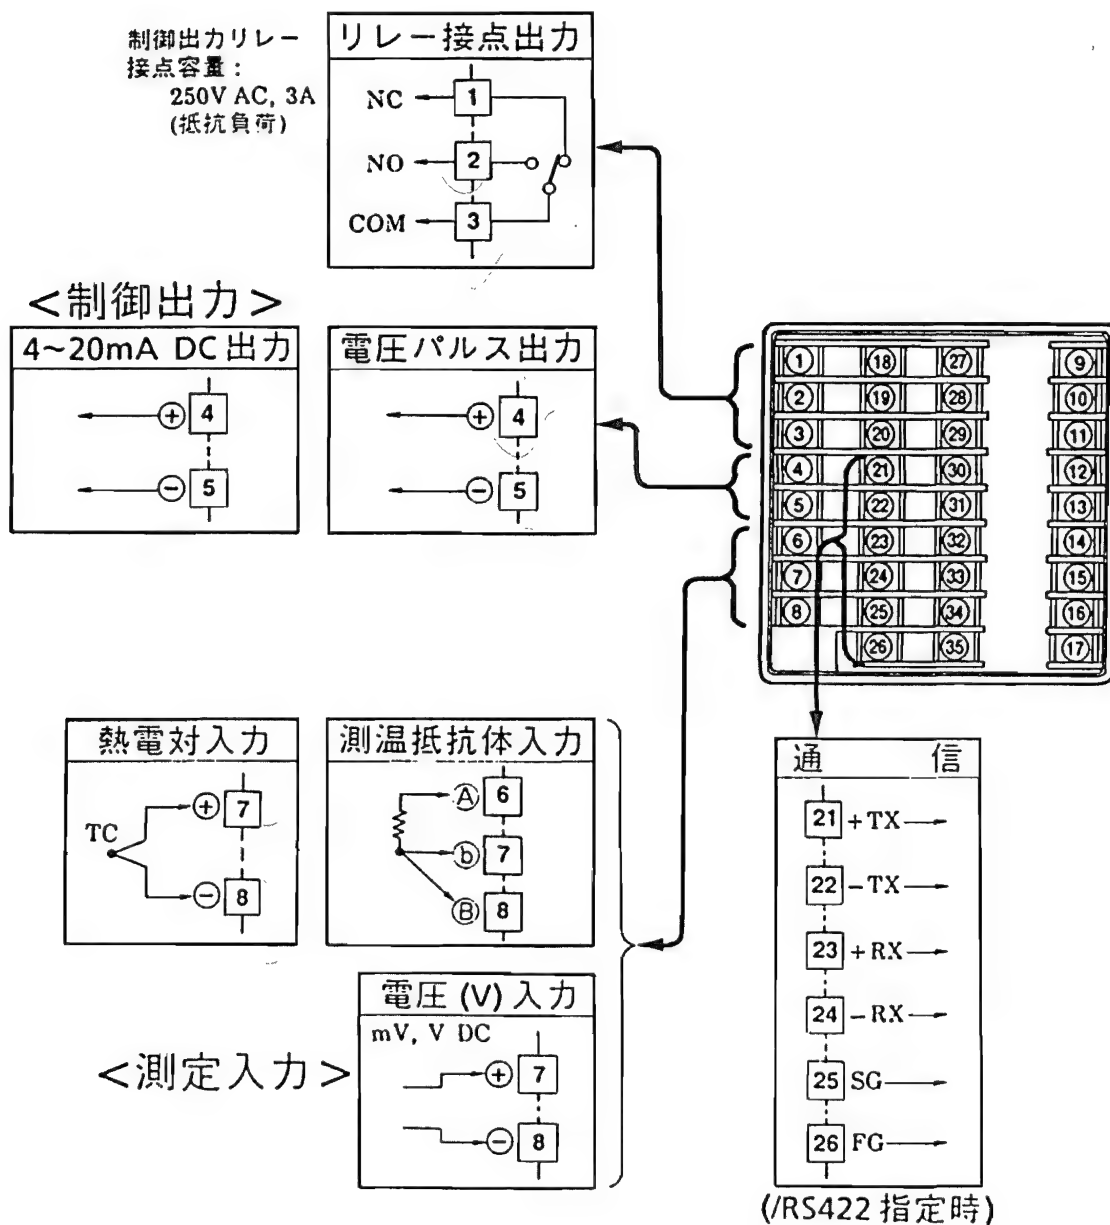 制御出力リレー
接点容量：
250V AC, 3A
(抵抗負荷)
リレー接点出力
NC 1
NO 2
COM 3
<制御出力>
4~20mA DC出力
+ 4
- 5
電圧パルス出力
+ 4
- 5
1 18 27 9
2 19 28 10
3 20 29 11
4 21 30 12
5 22 31 13
6 23 32 14
7 24 33 15
8 25 34 16
26 35 17
熱電対入力
TC
+ 7
- 8
測温抵抗体入力
A 6
b 7
B 8
電圧(V)入力
mV, V DC
+ 7
- 8
<測定入力>
通 信
21 +TX
22 -TX
23 +RX
24 -RX
25 SG
26 FG
(/RS422 指定時)